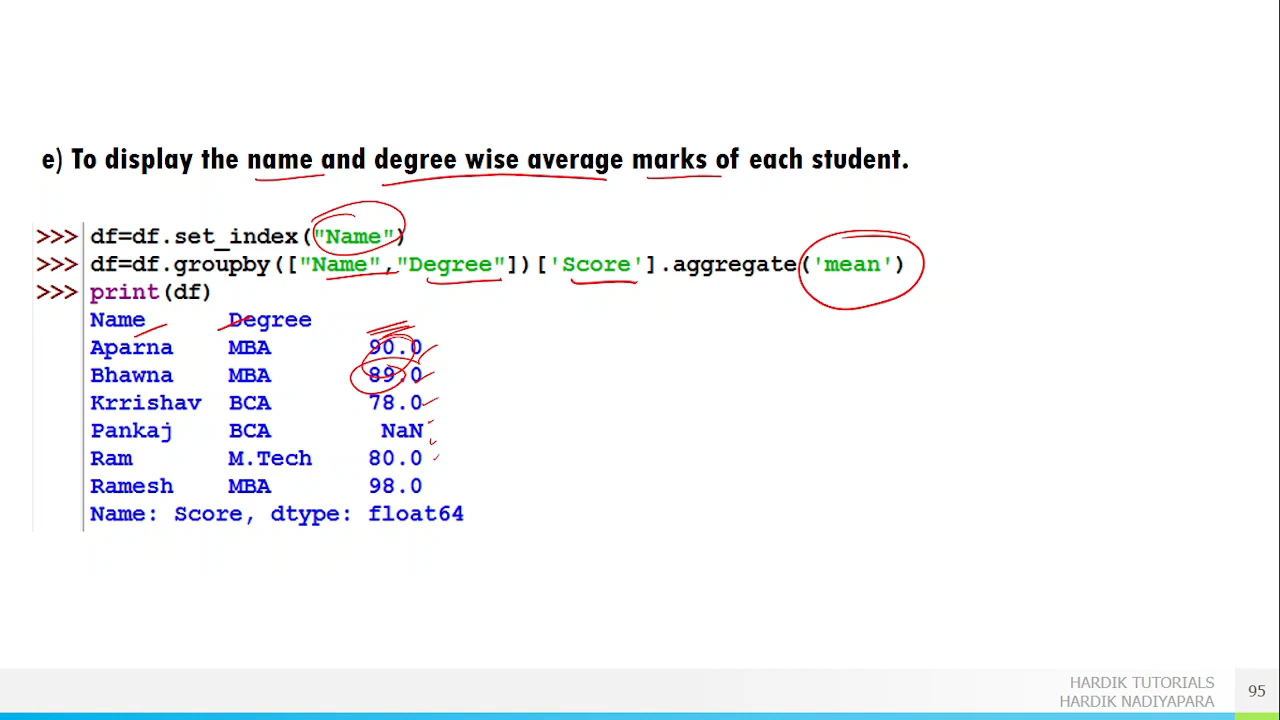 e) To display the name and degree wise average marks of each student.
>>> df=df.set_index("Name")
>>> df=df.groupby(["Name","Degree"])['Score'].aggregate('mean')
>>> print(df)
Name Degree
Aparna MBA 90.0
Bhawna MBA 89.0
Krrishav BCA 78.0
Pankaj BCA NaN
Ram M.Tech 80.0
Ramesh MBA 98.0
Name: Score, dtype: float64
HARDIK TUTORIALS
HARDIK NADIYAPARA
95